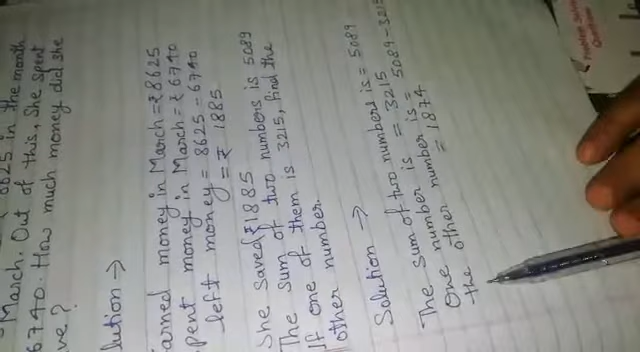 8625 in the month
March. Out of this, She spent
6740. How much money did she
ve?
lution →
arned money in March = ₹ 8625
pent money in March = ₹ 6740
left money = 8625 - 6740
= ₹ 1885
She saved ₹1885
The sum of two numbers is 5089
If one of them is 3215, find the
other number
Solution →
The sum of two numbers is = 5089
One number is = 3215
the other number is = 5089-3215
= 1874
Problem Solving
Questions